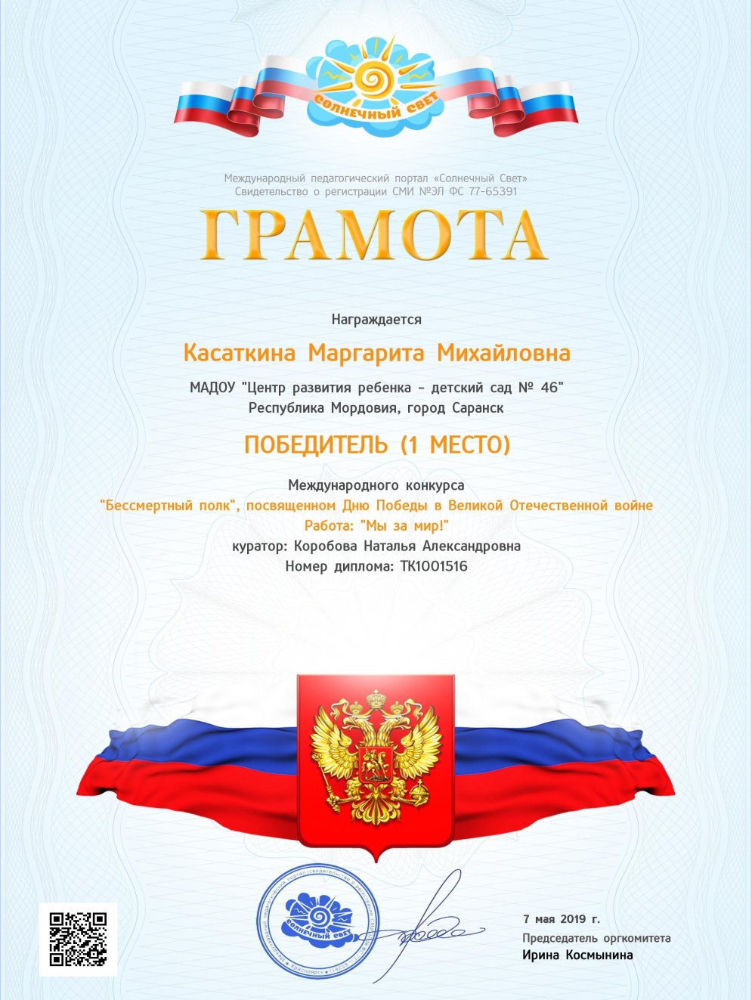 СОЛНЕЧНЫЙ СВЕТ
Международный педагогический портал «Солнечный Свет»
Свидетельство о регистрации СМИ №ЭЛ ФС 77-65391
ГРАМОТА
Награждается
Касаткина Маргарита Михайловна
МАДОУ "Центр развития ребенка - детский сад № 46"
Республика Мордовия, город Саранск
ПОБЕДИТЕЛЬ (1 МЕСТО)
Международного конкурса
"Бессмертный полк", посвященном Дню Победы в Великой Отечественной войне
Работа: "Мы за мир!"
куратор: Коробова Наталья Александровна
Номер диплома: ТК1001516
СОЛНЕЧНЫЙ СВЕТ
7 мая 2019 г.
Председатель оргкомитета
Ирина Космынина